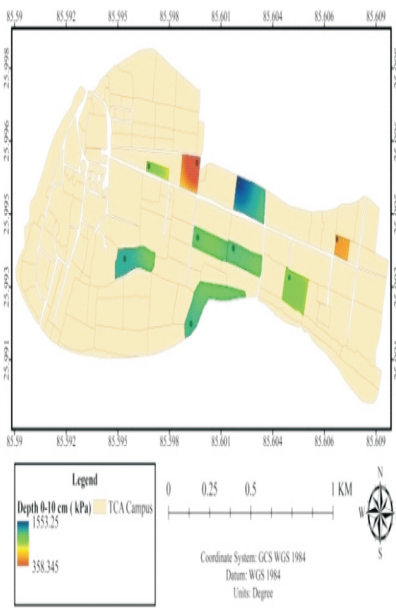 85.59 85.592 85.595 85.598 85.601 85.604 85.606 85.609
25.998
25.996
25.995
25.993
25.991
85.59 85.592 85.595 85.598 85.601 85.604 85.606 85.609
Legend
Depth 0-10 cm ( kPa) TCA Campus
1553.25
358.345
0 0.25 0.5 1 KM
N
W
S
Coordinate System: GCS WGS 1984
Datum: WGS 1984
Units: Degree